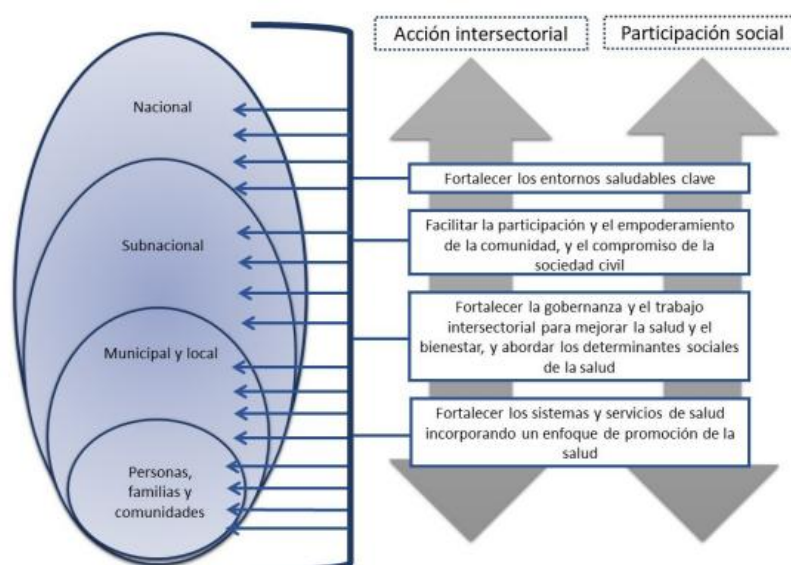 Acción intersectorial
Participación social
Nacional
Subnacional
Municipal y local
Personas,
familias y
comunidades
Fortalecer los entornos saludables clave
Facilitar la participación y el empoderamiento
de la comunidad, y el compromiso de la
sociedad civil
Fortalecer la gobernanza y el trabajo
intersectorial para mejorar la salud y el
bienestar, y abordar los determinantes sociales
de la salud
Fortalecer los sistemas y servicios de salud
incorporando un enfoque de promoción de la
salud